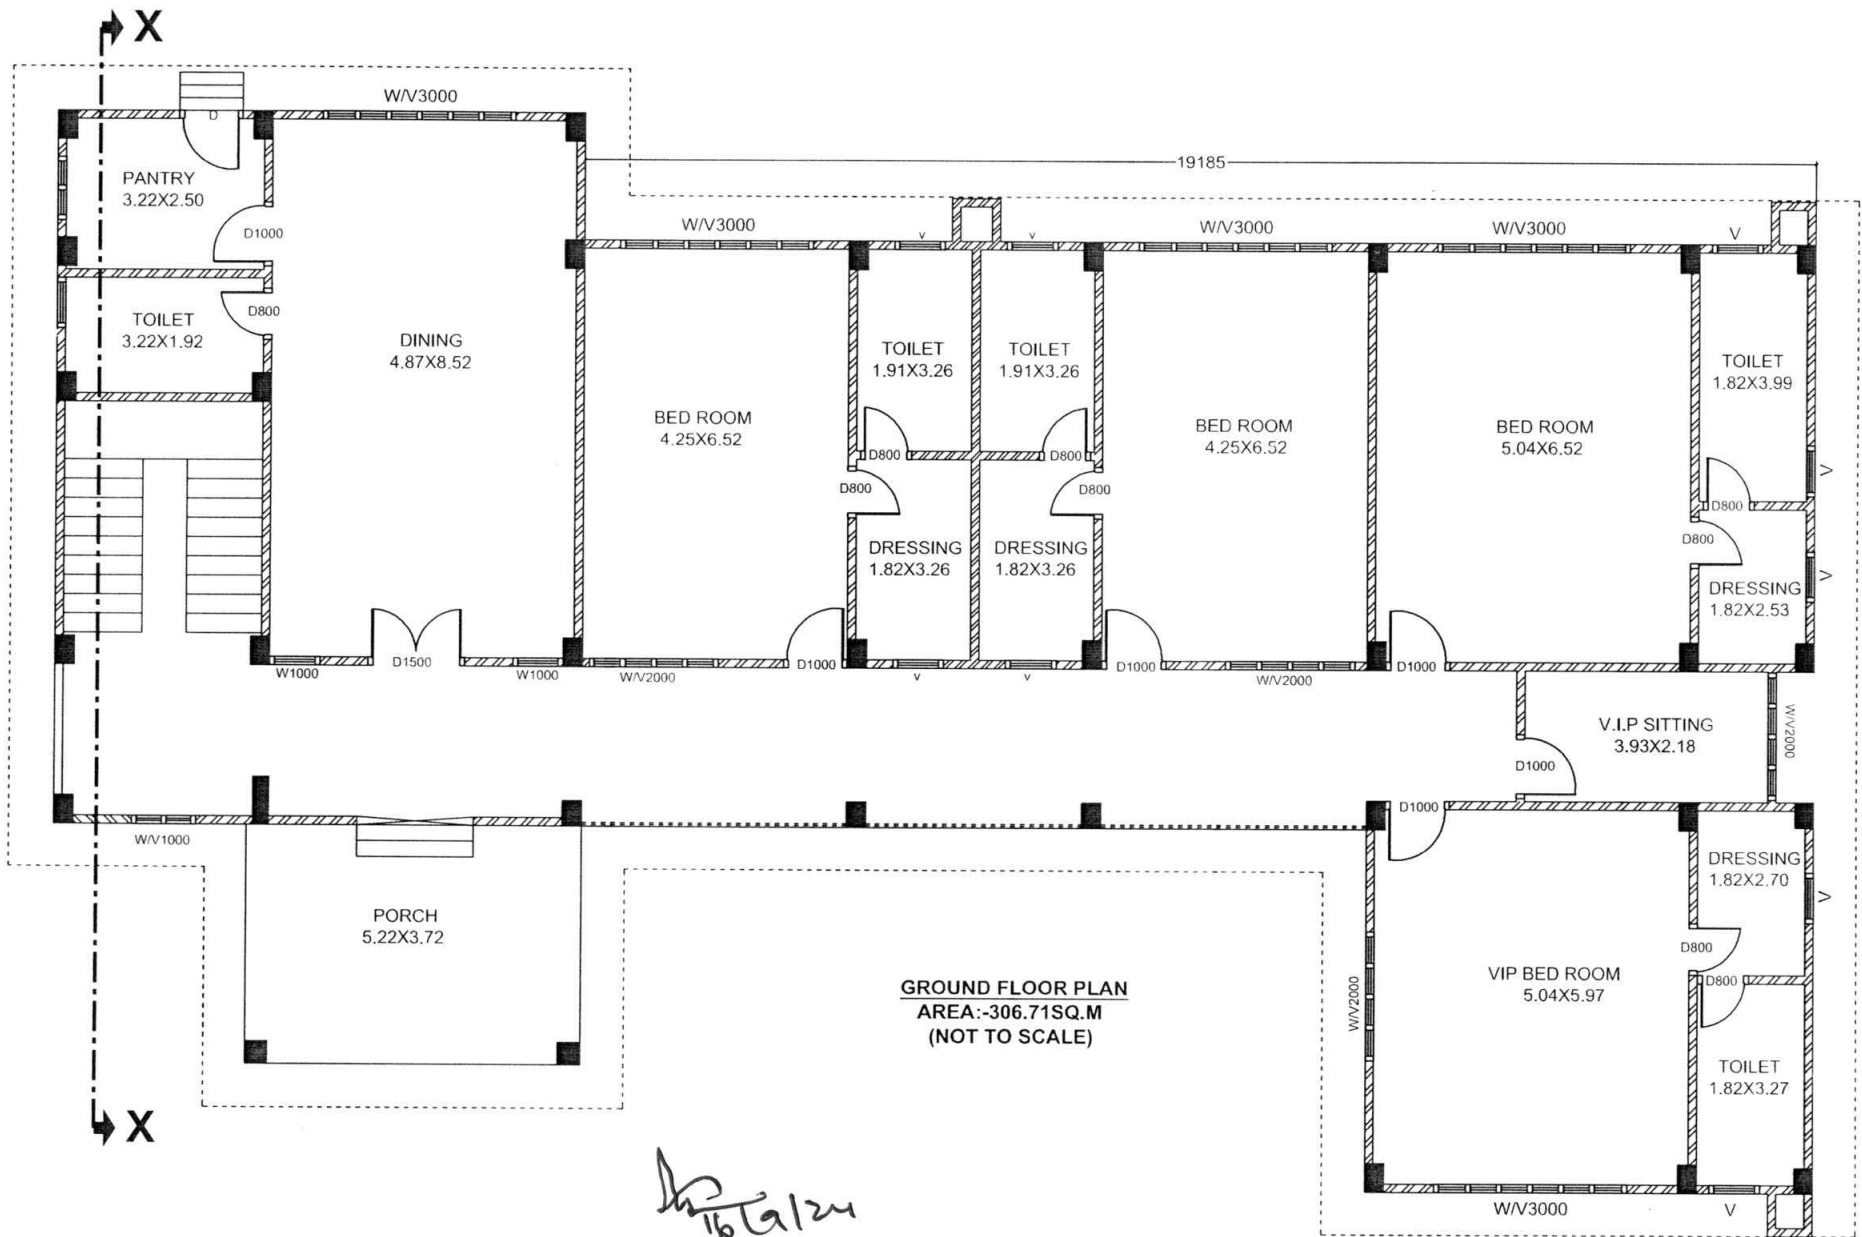 X
W/V3000
D
19185
PANTRY
3.22X2.50
W/V3000
v
v
W/V3000
W/V3000
V
D1000
TOILET
3.22X1.92
D800
DINING
4.87X8.52
TOILET
1.91X3.26
TOILET
1.91X3.26
TOILET
1.82X3.99
BED ROOM
4.25X6.52
BED ROOM
4.25X6.52
BED ROOM
5.04X6.52
D800
D800
V
D800
D800
D800
D800
DRESSING
1.82X3.26
DRESSING
1.82X3.26
V
DRESSING
1.82X2.53
W1000
D1500
W1000
W/V2000
D1000
v
v
D1000
W/V2000
D1000
V.I.P SITTING
3.93X2.18
W/V2000
D1000
D1000
W/V1000
DRESSING
1.82X2.70
V
PORCH
5.22X3.72
D800
VIP BED ROOM
5.04X5.97
D800
W/V2000
GROUND FLOOR PLAN
AREA:-306.71SQ.M
(NOT TO SCALE)
TOILET
1.82X3.27
X
W/V3000
V
16/9/24